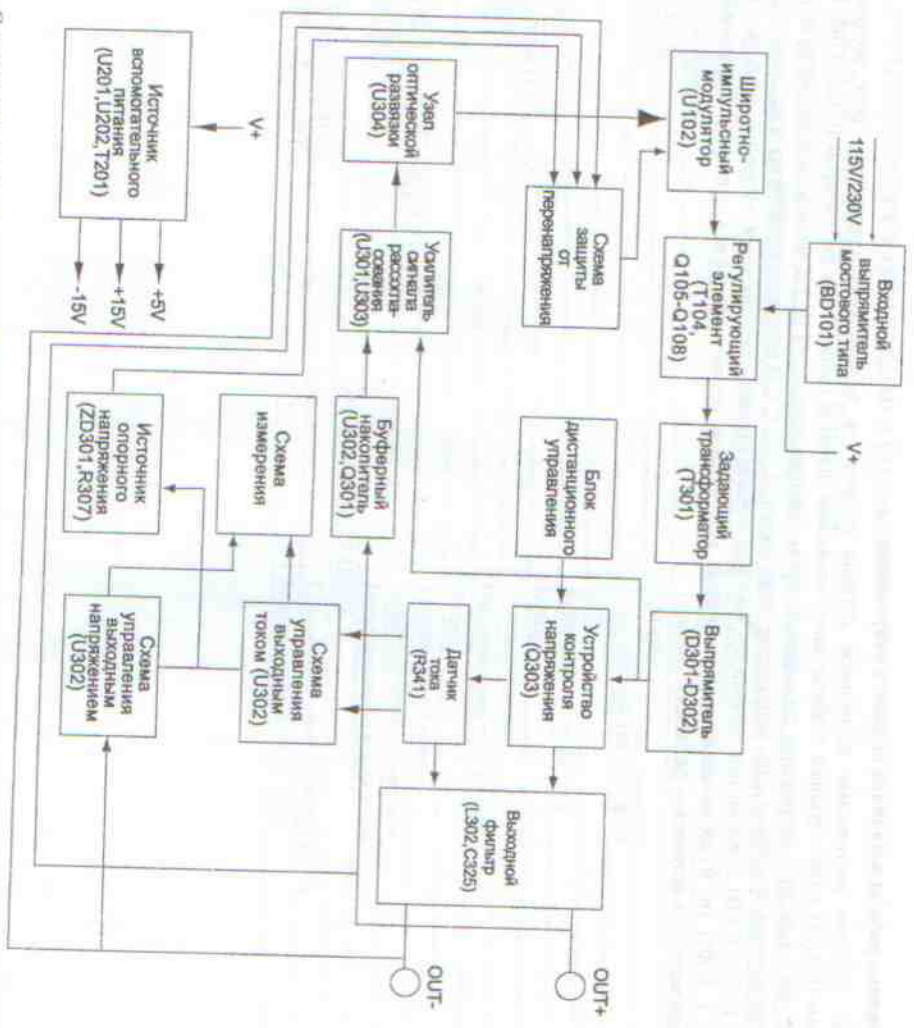 115V/230V
Входной
выпрямитель
мостового типа
(BD101)
V+
Широтно-
импульсный
модулятор
(U102)
Регулирующий
элемент
(T104,
Q105-Q108)
Задающий
трансформатор
(T301)
Выпрямитель
(D301-D302)
Схема
защиты
от
перенапряжения
Блок
дистанционного
управления
Устройство
контроля
напряжения
(Q303)
OUT+
Узел
оптической
развязки
(U304)
Усилитель
сигнала
рассогла-
сования
(U301,U303)
Буферный
накопитель
(U302,Q301)
Датчик
тока
(R341)
Выходной
фильтр
(L302,C325)
OUT-
Схема
измерения
Схема
управления
выходным
током (U302)
V+
Источник
вспомогательного
питания
(U201,U202,T201)
+5V
+15V
-15V
Источник
опорного
напряжения
(ZD301,R307)
Схема
управления
выходным
напряжением
(U302)